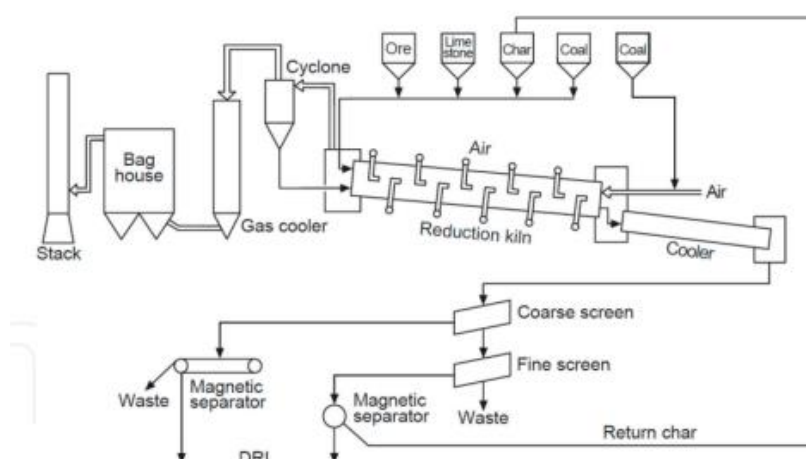 Ore
Lime
stone
Char
Coal
Coal
Cyclone
Air
Bag
house
Air
Gas cooler
Reduction kiln
Stack
Cooler
Coarse screen
Fine screen
Magnetic
separator
Waste
Magnetic
separator
Waste
Return char
DRI